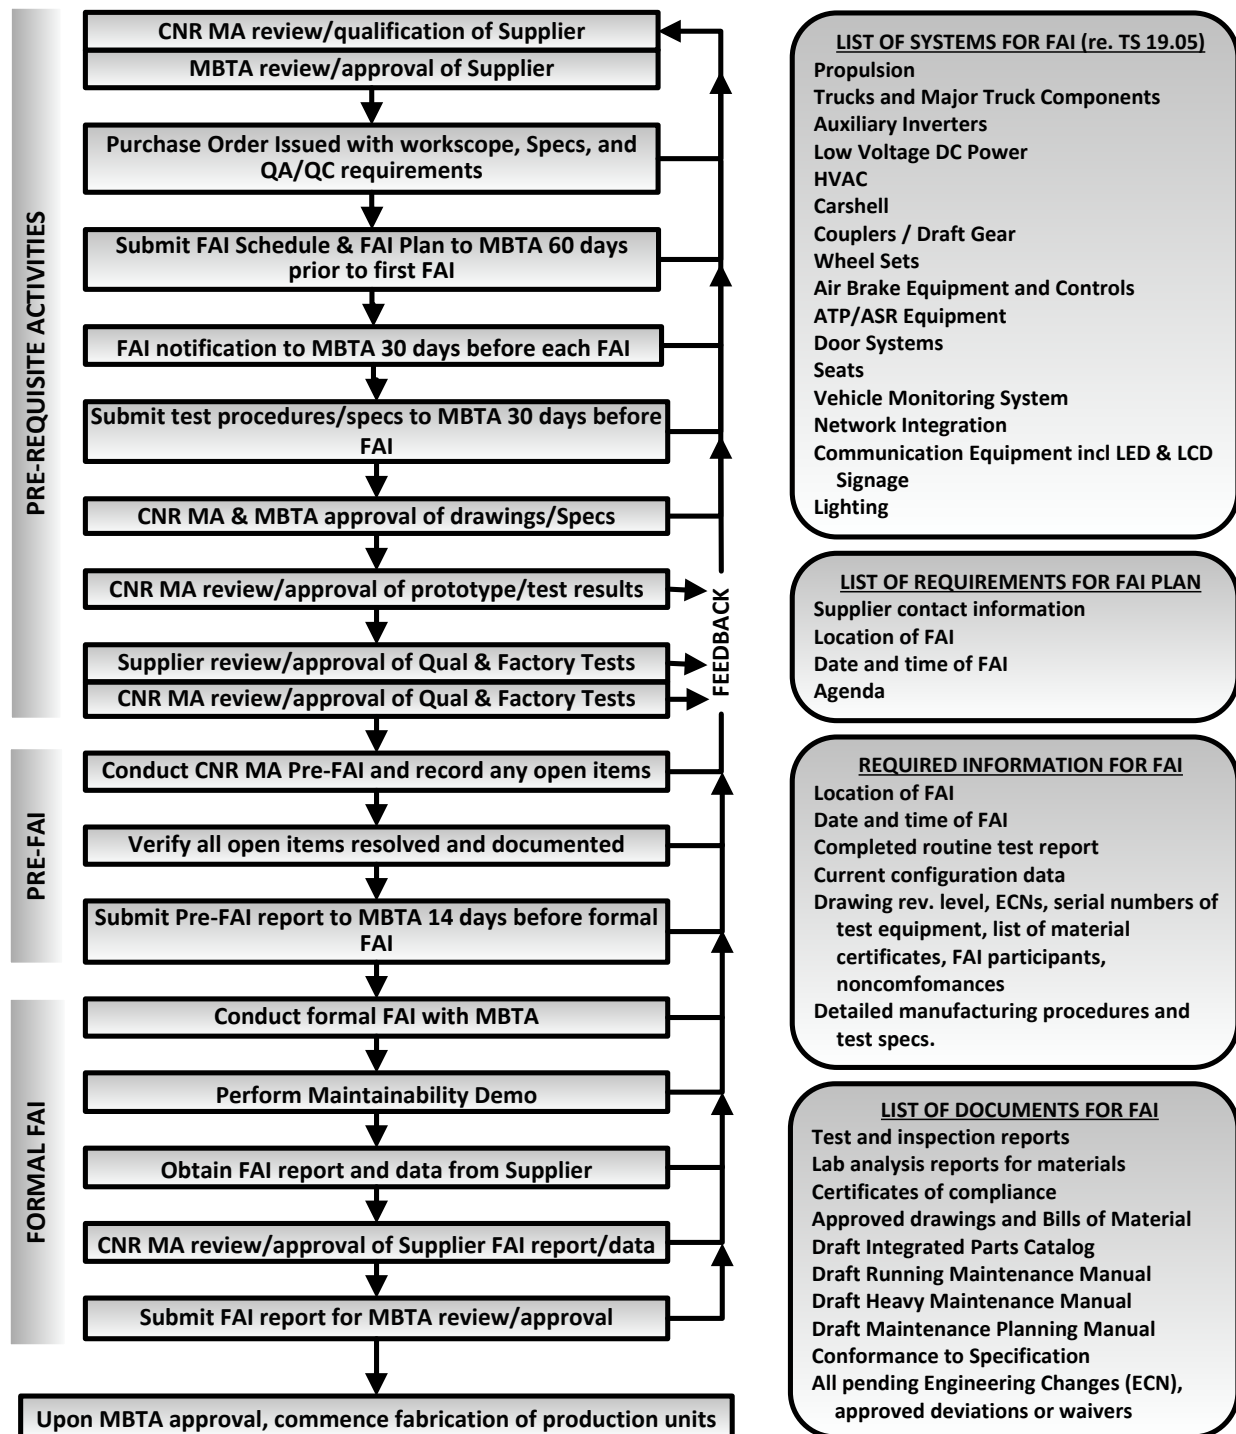 PRE-REQUISITE ACTIVITIES
CNR MA review/qualification of Supplier
MBTA review/approval of Supplier
Purchase Order Issued with workscope, Specs, and
QA/QC requirements
Submit FAI Schedule & FAI Plan to MBTA 60 days
prior to first FAI
FAI notification to MBTA 30 days before each FAI
Submit test procedures/specs to MBTA 30 days before
FAI
CNR MA & MBTA approval of drawings/Specs
CNR MA review/approval of prototype/test results
Supplier review/approval of Qual & Factory Tests
CNR MA review/approval of Qual & Factory Tests
FEEDBACK
PRE-FAI
Conduct CNR MA Pre-FAI and record any open items
Verify all open items resolved and documented
Submit Pre-FAI report to MBTA 14 days before formal
FAI
FORMAL FAI
Conduct formal FAI with MBTA
Perform Maintainability Demo
Obtain FAI report and data from Supplier
CNR MA review/approval of Supplier FAI report/data
Submit FAI report for MBTA review/approval
Upon MBTA approval, commence fabrication of production units
LIST OF SYSTEMS FOR FAI (re. TS 19.05)
Propulsion
Trucks and Major Truck Components
Auxiliary Inverters
Low Voltage DC Power
HVAC
Carshell
Couplers / Draft Gear
Wheel Sets
Air Brake Equipment and Controls
ATP/ASR Equipment
Door Systems
Seats
Vehicle Monitoring System
Network Integration
Communication Equipment incl LED & LCD
Signage
Lighting
LIST OF REQUIREMENTS FOR FAI PLAN
Supplier contact information
Location of FAI
Date and time of FAI
Agenda
REQUIRED INFORMATION FOR FAI
Location of FAI
Date and time of FAI
Completed routine test report
Current configuration data
Drawing rev. level, ECNs, serial numbers of
test equipment, list of material
certificates, FAI participants,
noncomfomances
Detailed manufacturing procedures and
test specs.
LIST OF DOCUMENTS FOR FAI
Test and inspection reports
Lab analysis reports for materials
Certificates of compliance
Approved drawings and Bills of Material
Draft Integrated Parts Catalog
Draft Running Maintenance Manual
Draft Heavy Maintenance Manual
Draft Maintenance Planning Manual
Conformance to Specification
All pending Engineering Changes (ECN),
approved deviations or waivers